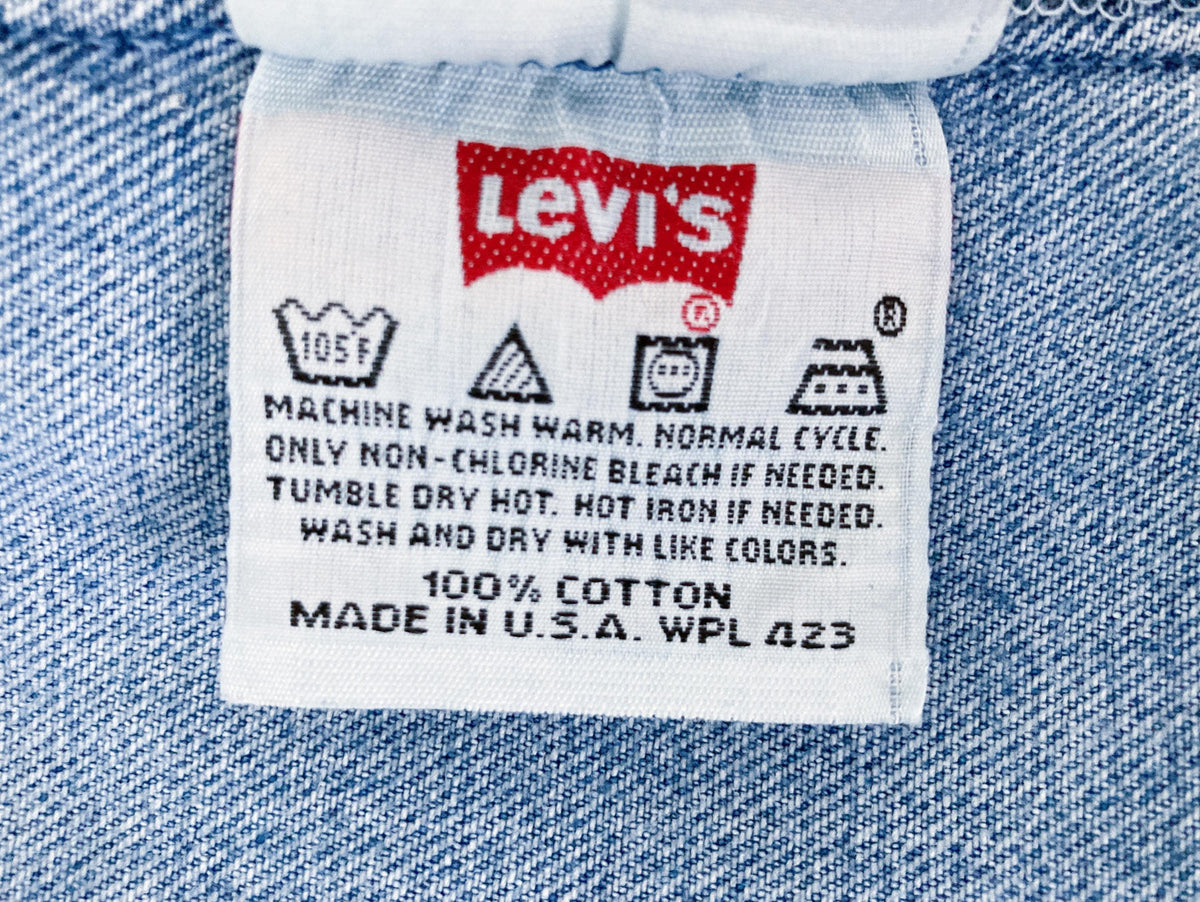 Levi's
®
®
105F
MACHINE WASH WARM. NORMAL CYCLE.
ONLY NON-CHLORINE BLEACH IF NEEDED.
TUMBLE DRY HOT. HOT IRON IF NEEDED.
WASH AND DRY WITH LIKE COLORS.
100% COTTON
MADE IN U.S.A. WPL 423